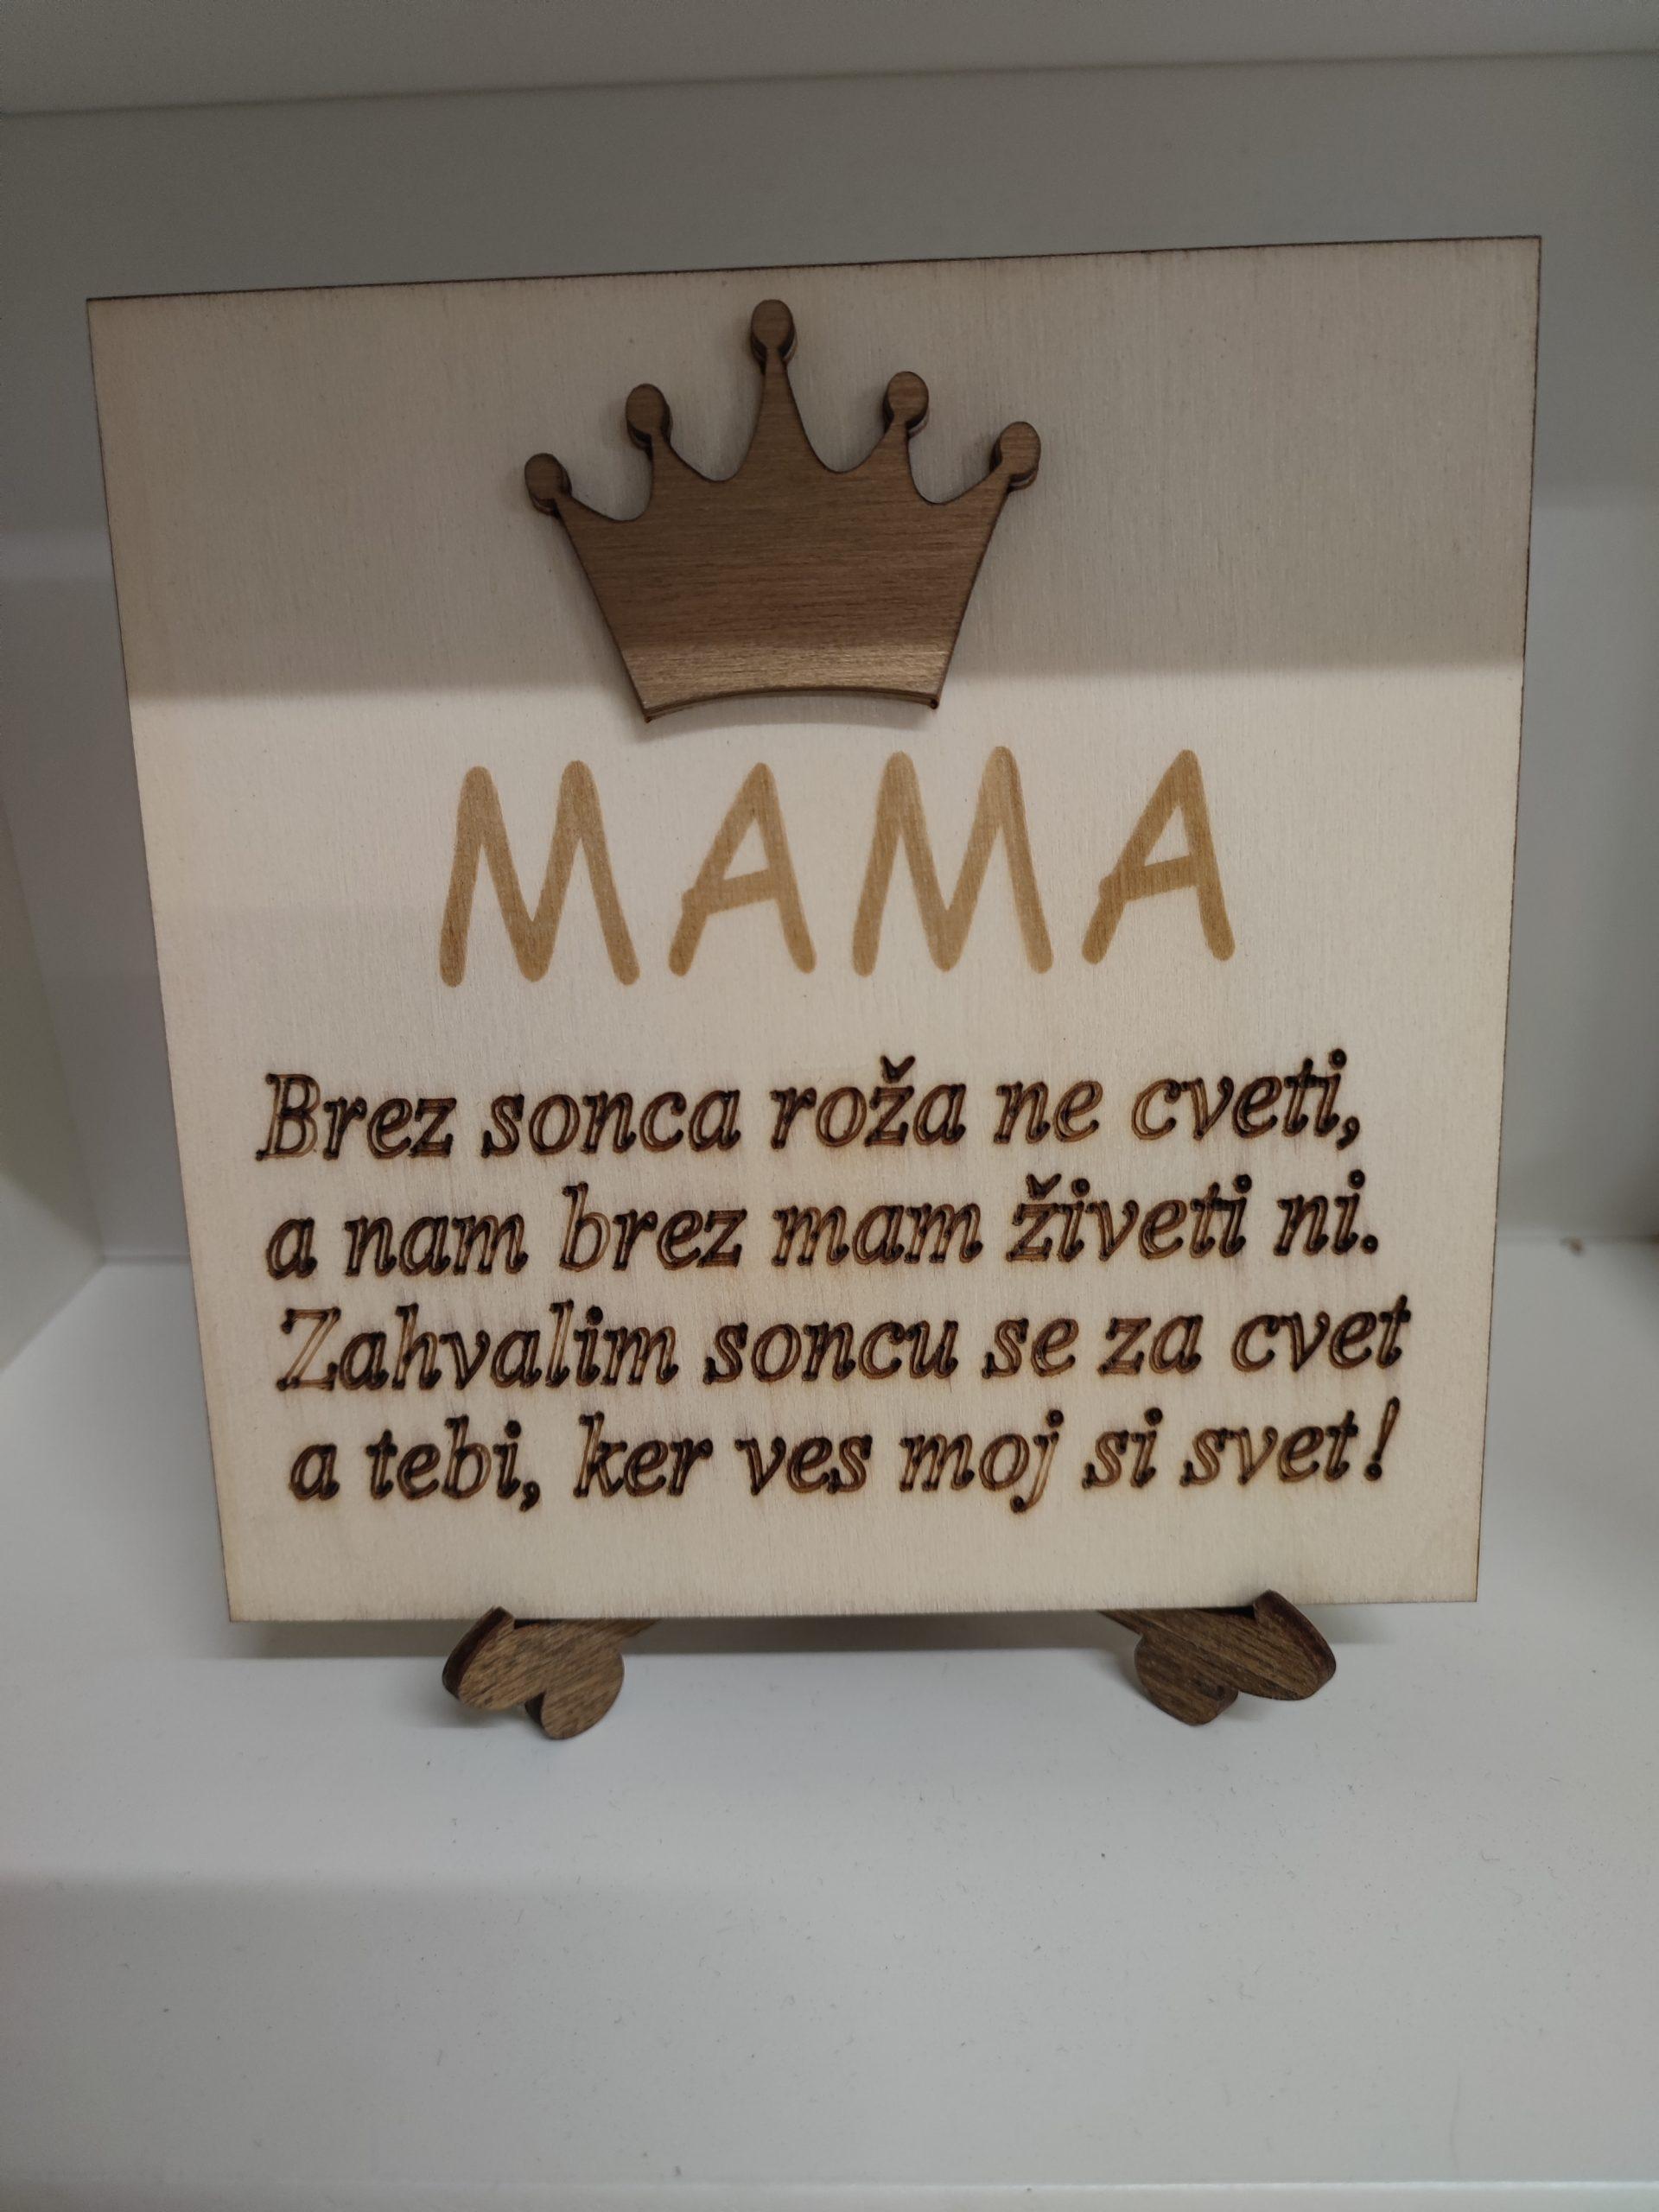 MAMA
Brez sonca roža ne cveti,
a nam brez mam živeti ni.
Zahvalim soncu se za cvet
a tebi, ker ves moj si svet!